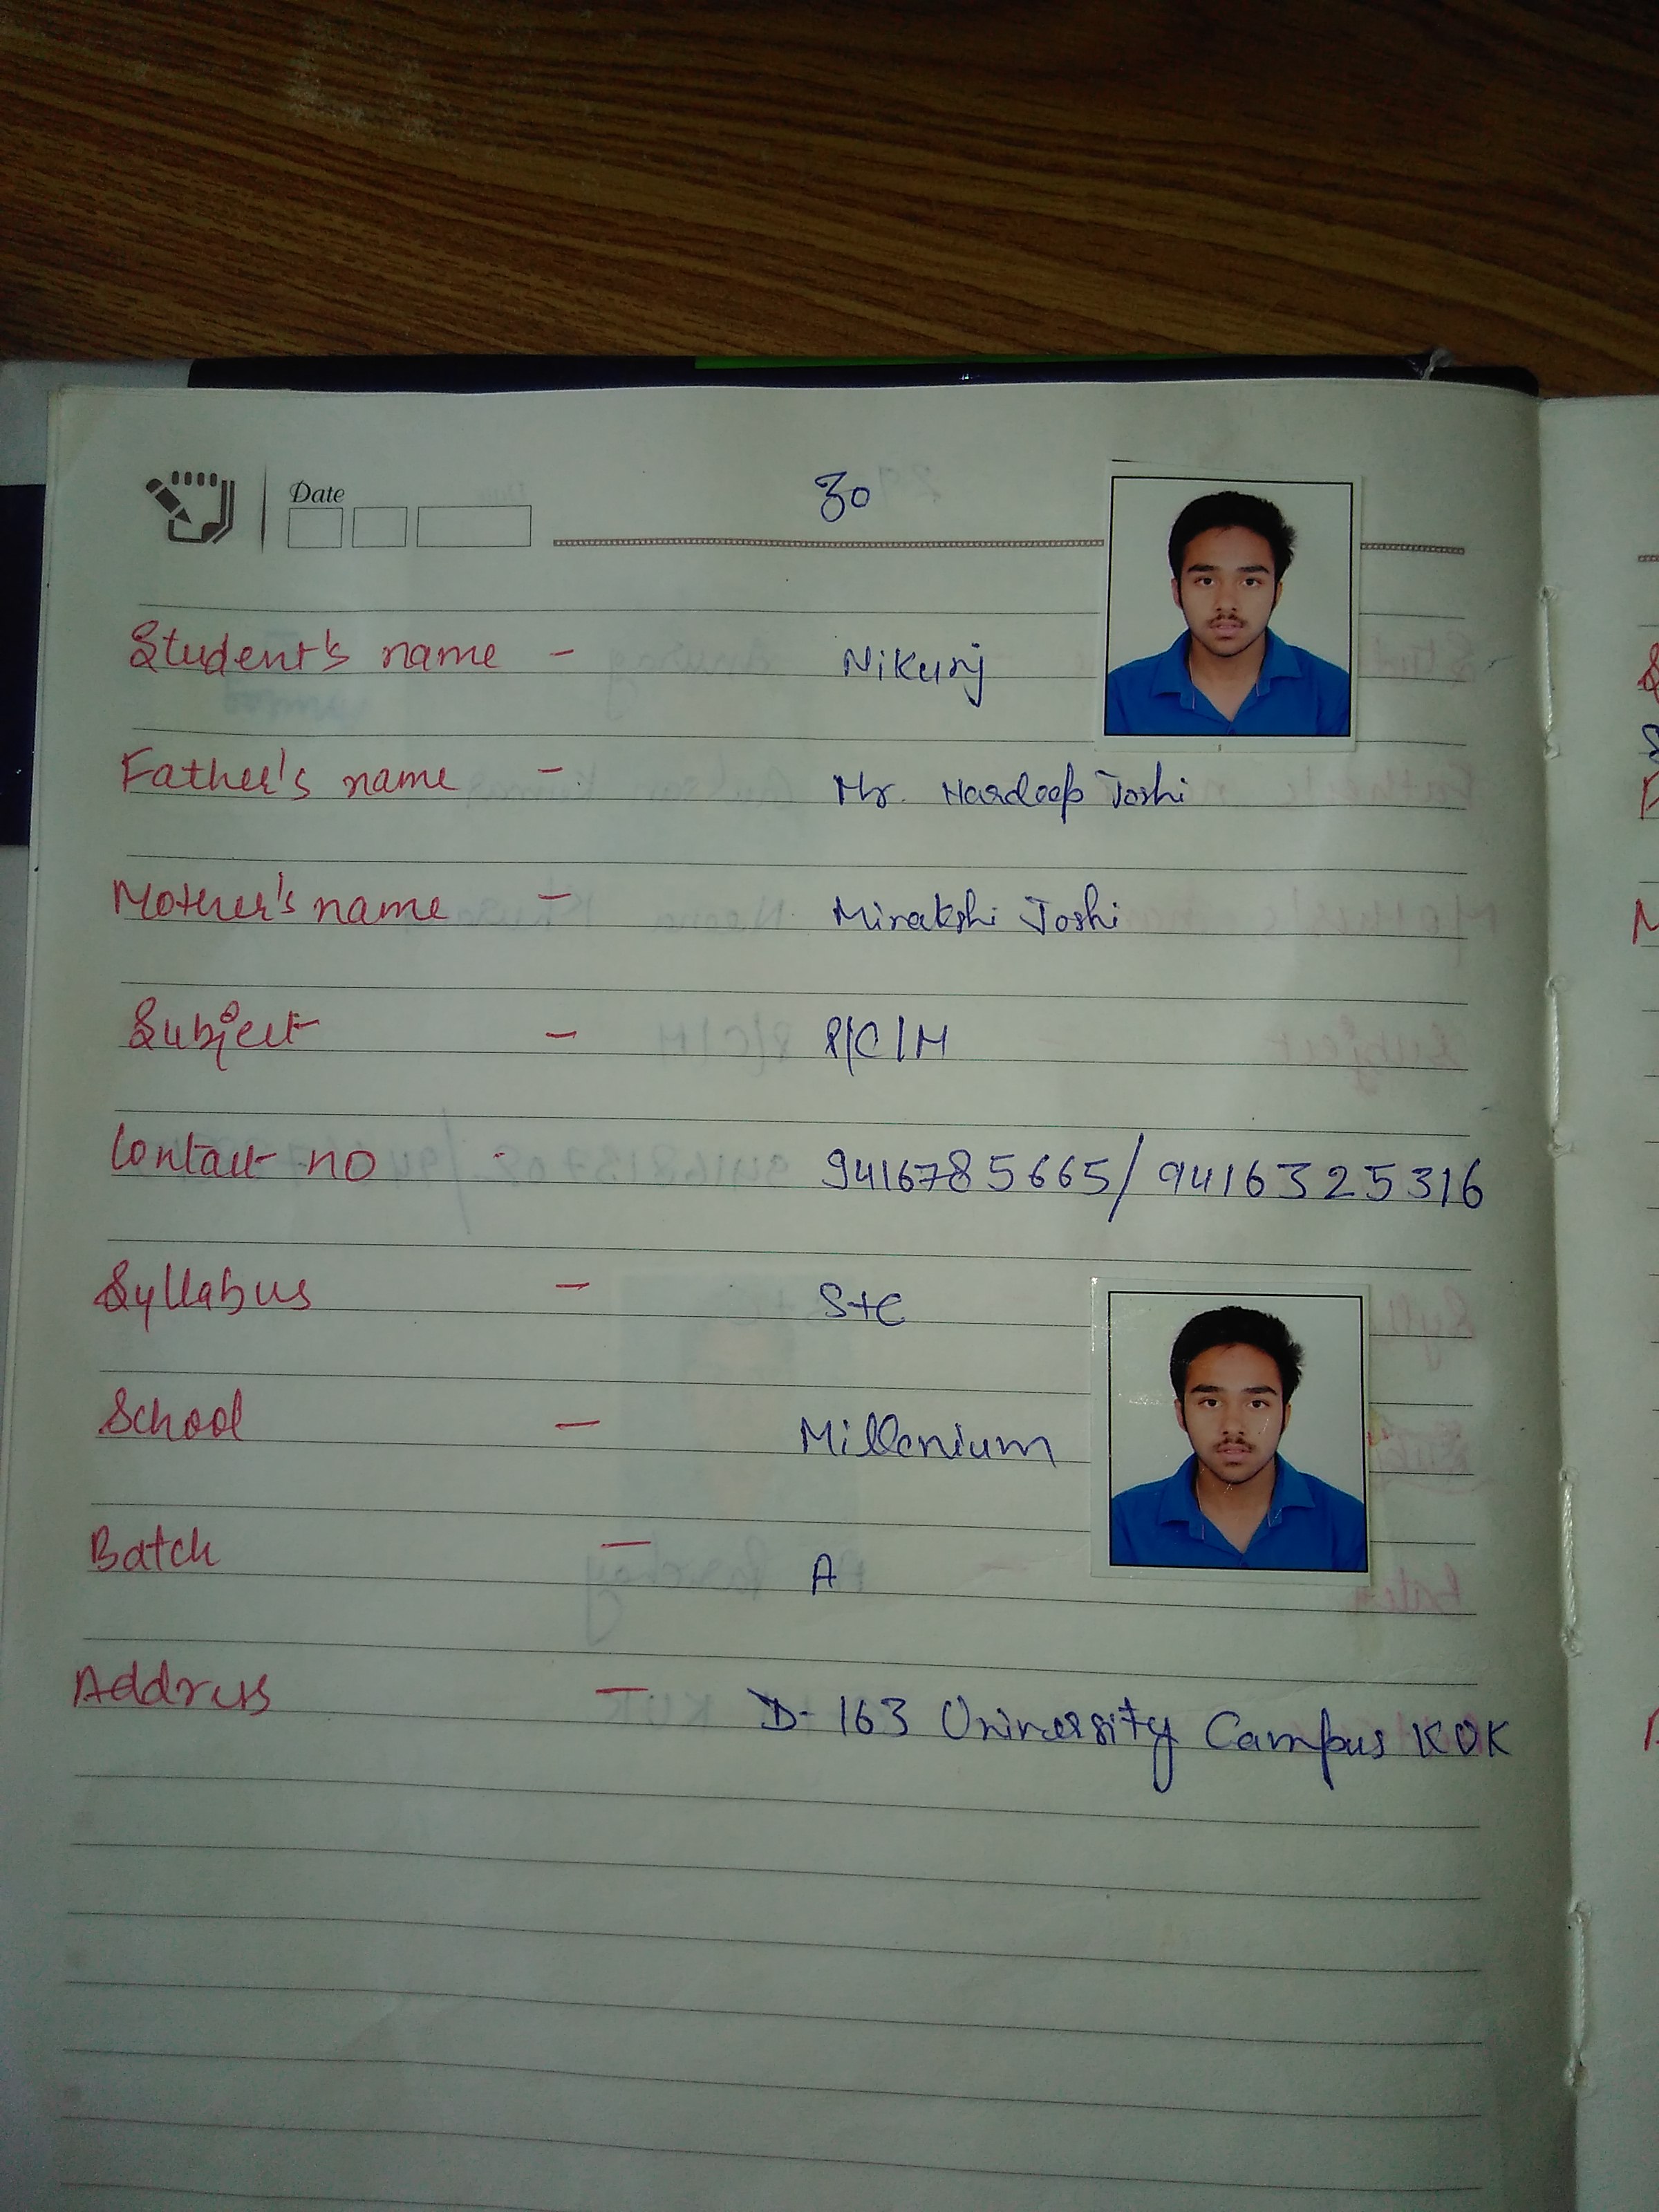 Date
30
Student's name - Nikunj
Father's name - Mr. Hardeep Joshi
Mother's name - Minakshi Joshi
Subject - P/C/M
Contact no - 9416785665/9416325316
Syllabus - S+C
School - Millenium
Batch - A
Address - D-163 University Campus KUK